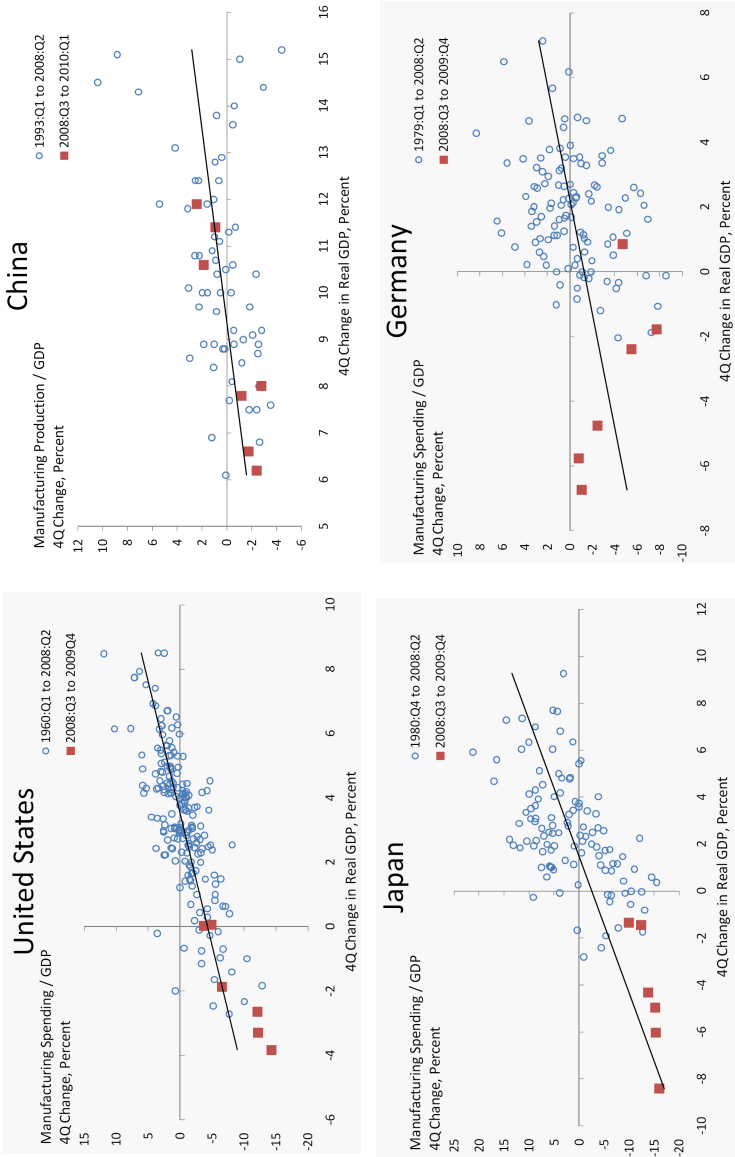 United States
Manufacturing Spending / GDP
4Q Change, Percent
1960:Q1 to 2008:Q2
2008:Q3 to 2009Q4
15
10
5
0
-5
-10
-15
-20
-6 -4 -2 0 2 4 6 8 10
4Q Change in Real GDP, Percent
China
Manufacturing Production / GDP
4Q Change, Percent
1993:Q1 to 2008:Q2
2008:Q3 to 2010:Q1
12
10
8
6
4
2
0
-2
-4
-6
5 6 7 8 9 10 11 12 13 14 15 16
4Q Change in Real GDP, Percent
Japan
Manufacturing Spending / GDP
4Q Change, Percent
1980:Q4 to 2008:Q2
2008:Q3 to 2009:Q4
25
20
15
10
5
0
-5
-10
-15
-20
-10 -8 -6 -4 -2 0 2 4 6 8 10 12
4Q Change in Real GDP, Percent
Germany
Manufacturing Spending / GDP
4Q Change, Percent
1979:Q1 to 2008:Q2
2008:Q3 to 2009:Q4
10
8
6
4
2
0
-2
-4
-6
-8
-10
-8 -6 -4 -2 0 2 4 6 8
4Q Change in Real GDP, Percent